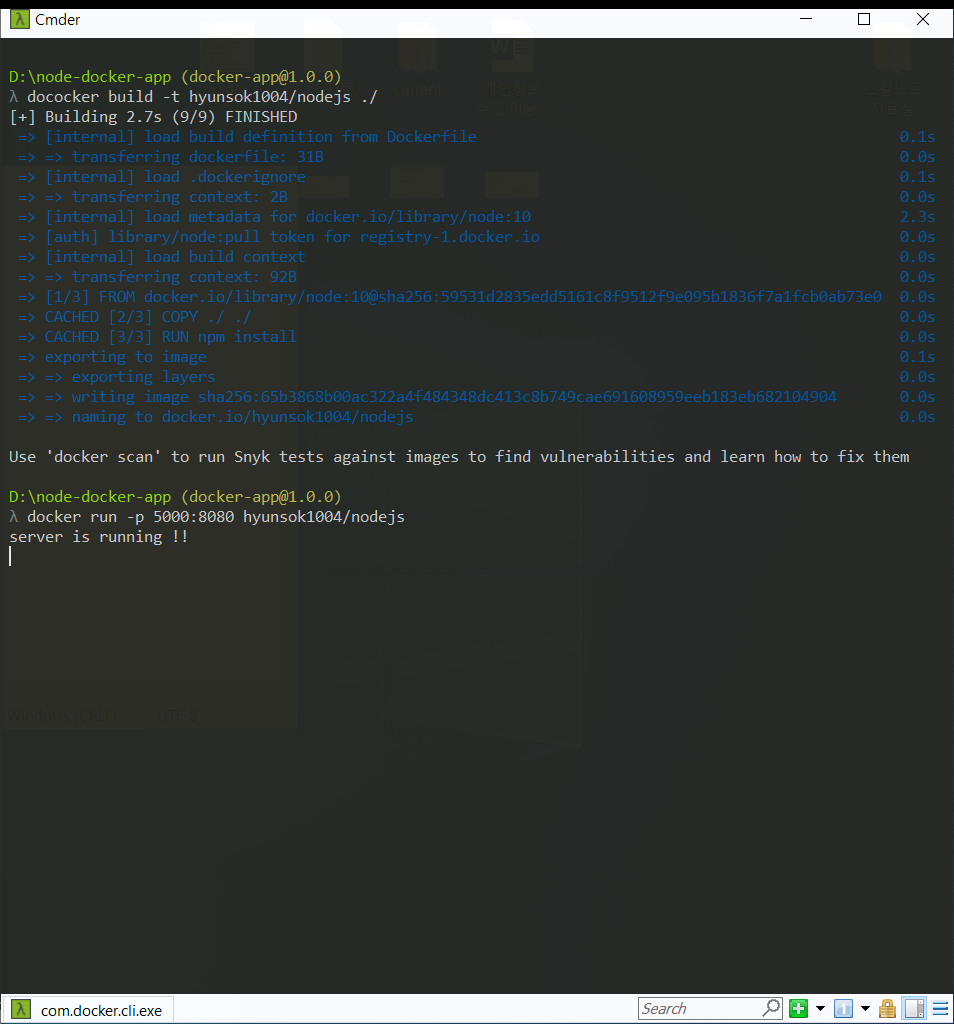 Cmder
D:\node-docker-app (docker-app@1.0.0)
λ dococker build -t hyunsok1004/nodejs ./
[+] Building 2.7s (9/9) FINISHED
=> [internal] load build definition from Dockerfile 0.1s
=> => transferring dockerfile: 31B 0.0s
=> [internal] load .dockerignore 0.1s
=> => transferring context: 2B 0.0s
=> [internal] load metadata for docker.io/library/node:10 2.3s
=> [auth] library/node:pull token for registry-1.docker.io 0.0s
=> [internal] load build context 0.0s
=> => transferring context: 92B 0.0s
=> [1/3] FROM docker.io/library/node:10@sha256:59531d2835edd5161c8f9512f9e095b1836f7a1fcb0ab73e0 0.0s
=> CACHED [2/3] COPY ./ ./ 0.0s
=> CACHED [3/3] RUN npm install 0.0s
=> exporting to image 0.1s
=> => exporting layers 0.0s
=> => writing image sha256:65b3868b00ac322a4f484348dc413c8b749cae691608959eeb183eb682104904 0.0s
=> => naming to docker.io/hyunsok1004/nodejs 0.0s
Use 'docker scan' to run Snyk tests against images to find vulnerabilities and learn how to fix them
D:\node-docker-app (docker-app@1.0.0)
λ docker run -p 5000:8080 hyunsok1004/nodejs
server is running !!
Windows (CRLF) UTF-8
com.docker.cli.exe Search